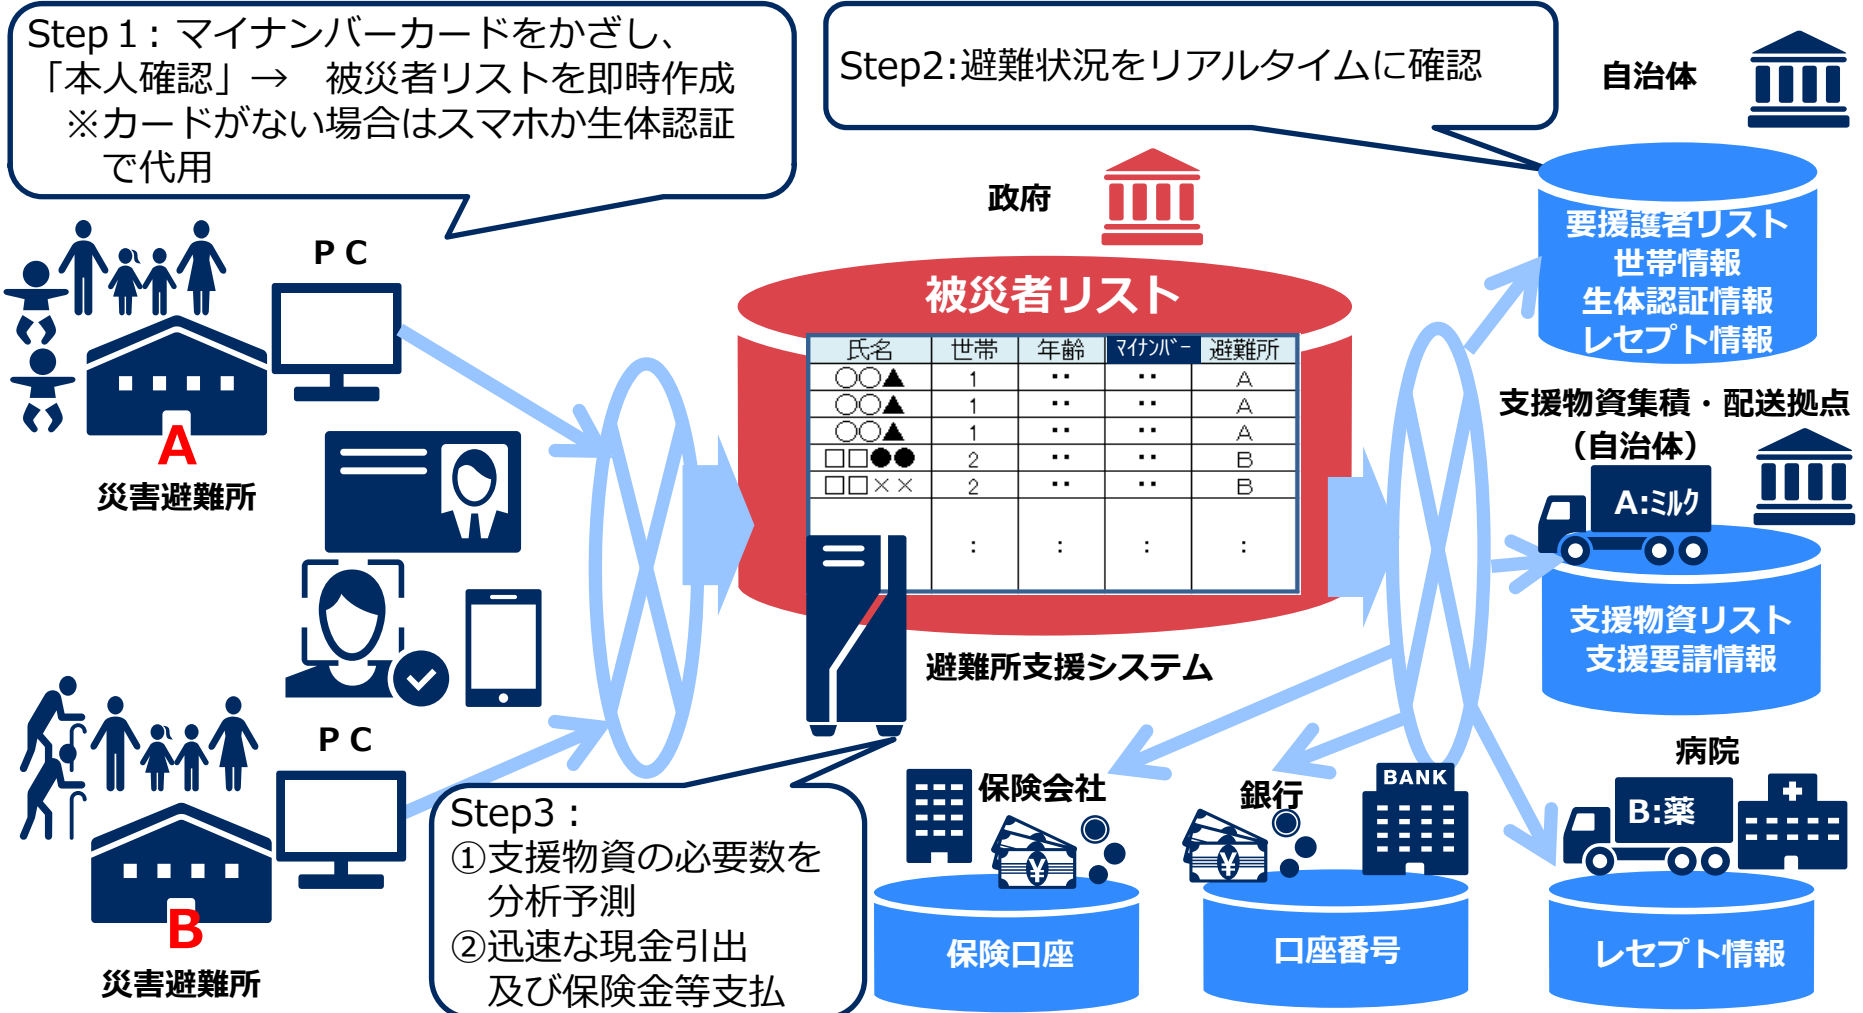 Step１: マイナンバーカードをかざし、
「本人確認」→　被災者リストを即時作成
※カードがない場合はスマホか生体認証
で代用
Step2:避難状況をリアルタイムに確認
自治体
政府
要援護者リスト
世帯情報
生体認証情報
レセプト情報
ＰＣ
A
災害避難所
被災者リスト
氏名 世帯 年齢 ﾏｲﾅﾝﾊﾞｰ 避難所
○○▲ 1 ‥ ‥ A
○○▲ 1 ‥ ‥ A
○○▲ 1 ‥ ‥ A
□□●● 2 ‥ ‥ B
□□×× 2 ‥ ‥ B
： ： ： ：
避難所支援システム
支援物資集積・配送拠点
（自治体）
A:ﾐﾙｸ
支援物資リスト
支援要請情報
ＰＣ
B
災害避難所
Step3：
①支援物資の必要数を
分析予測
②迅速な現金引出
及び保険金等支払
保険会社
¥
保険口座
銀行
¥
BANK
口座番号
病院
B:薬
レセプト情報